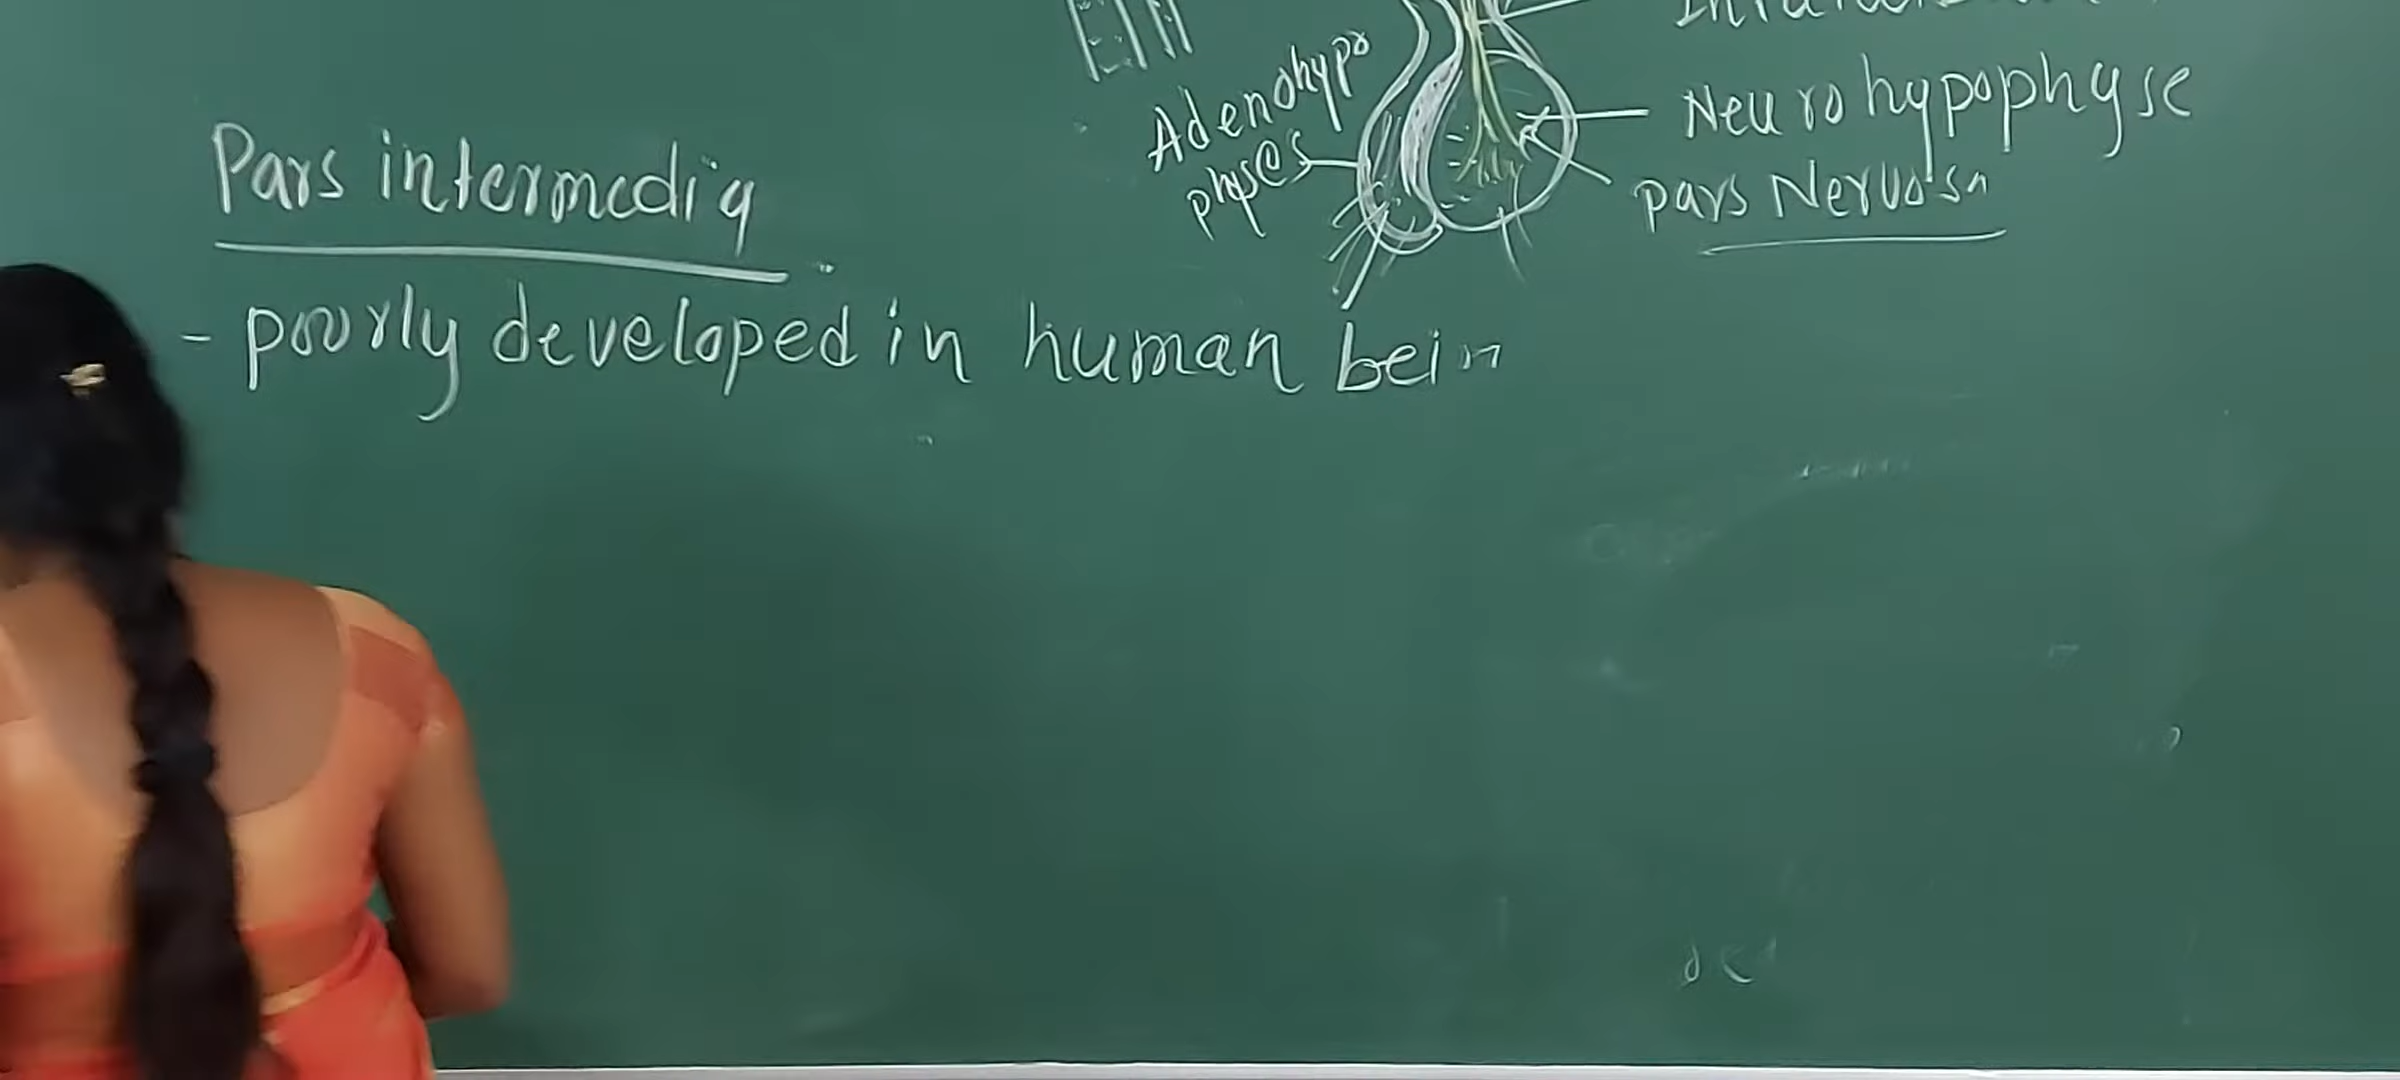 Adenohypo
physes
Neurohypophyse
pars Nervosa
Pars intermedia
- poorly developed in human bein